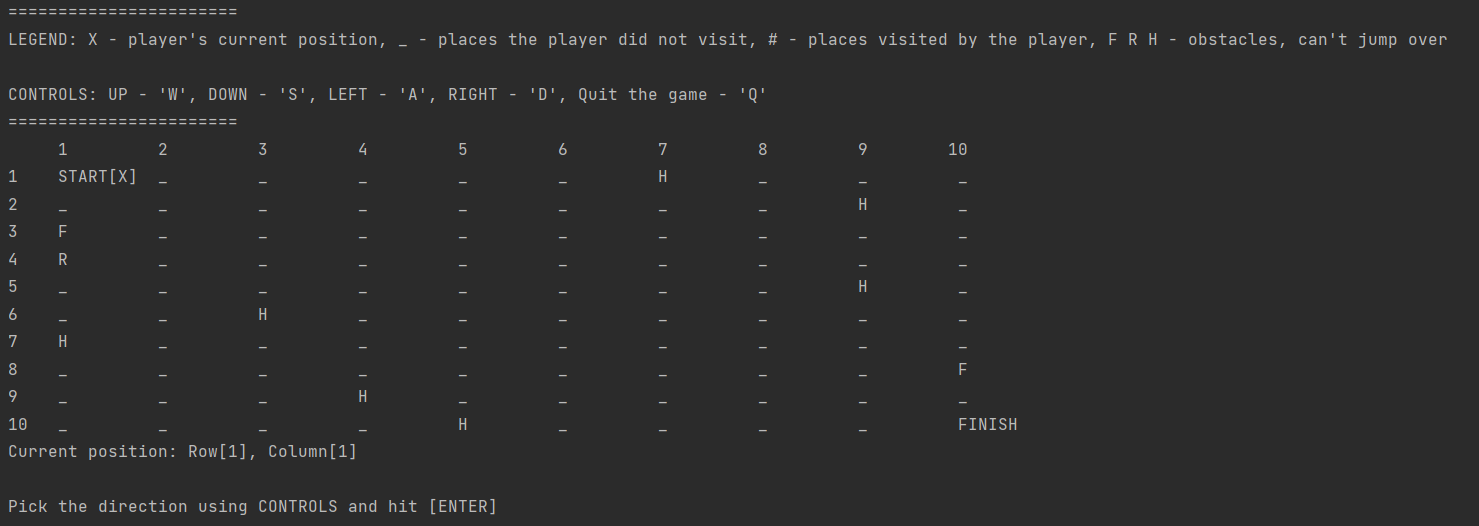 =======================
LEGEND: X - player's current position, _ - places the player did not visit, # - places visited by the player, F R H - obstacles, can't jump over
CONTROLS: UP - 'W', DOWN - 'S', LEFT - 'A', RIGHT - 'D', Quit the game - 'Q'
=======================
     1         2         3         4         5         6         7         8         9        10
1    START[X]  _         _         _         _         _         H         _         _         _
2    _         _         _         _         _         _         _         _         H         _
3    F         _         _         _         _         _         _         _         _         _
4    R         _         _         _         _         _         _         _         _         _
5    _         _         _         _         _         _         _         _         H         _
6    _         _         H         _         _         _         _         _         _         _
7    H         _         _         _         _         _         _         _         _         _
8    _         _         _         _         _         _         _         _         _         F
9    _         _         _         H         _         _         _         _         _         _
10   _         _         _         _         H         _         _         _         _         FINISH
Current position: Row[1], Column[1]
Pick the direction using CONTROLS and hit [ENTER]